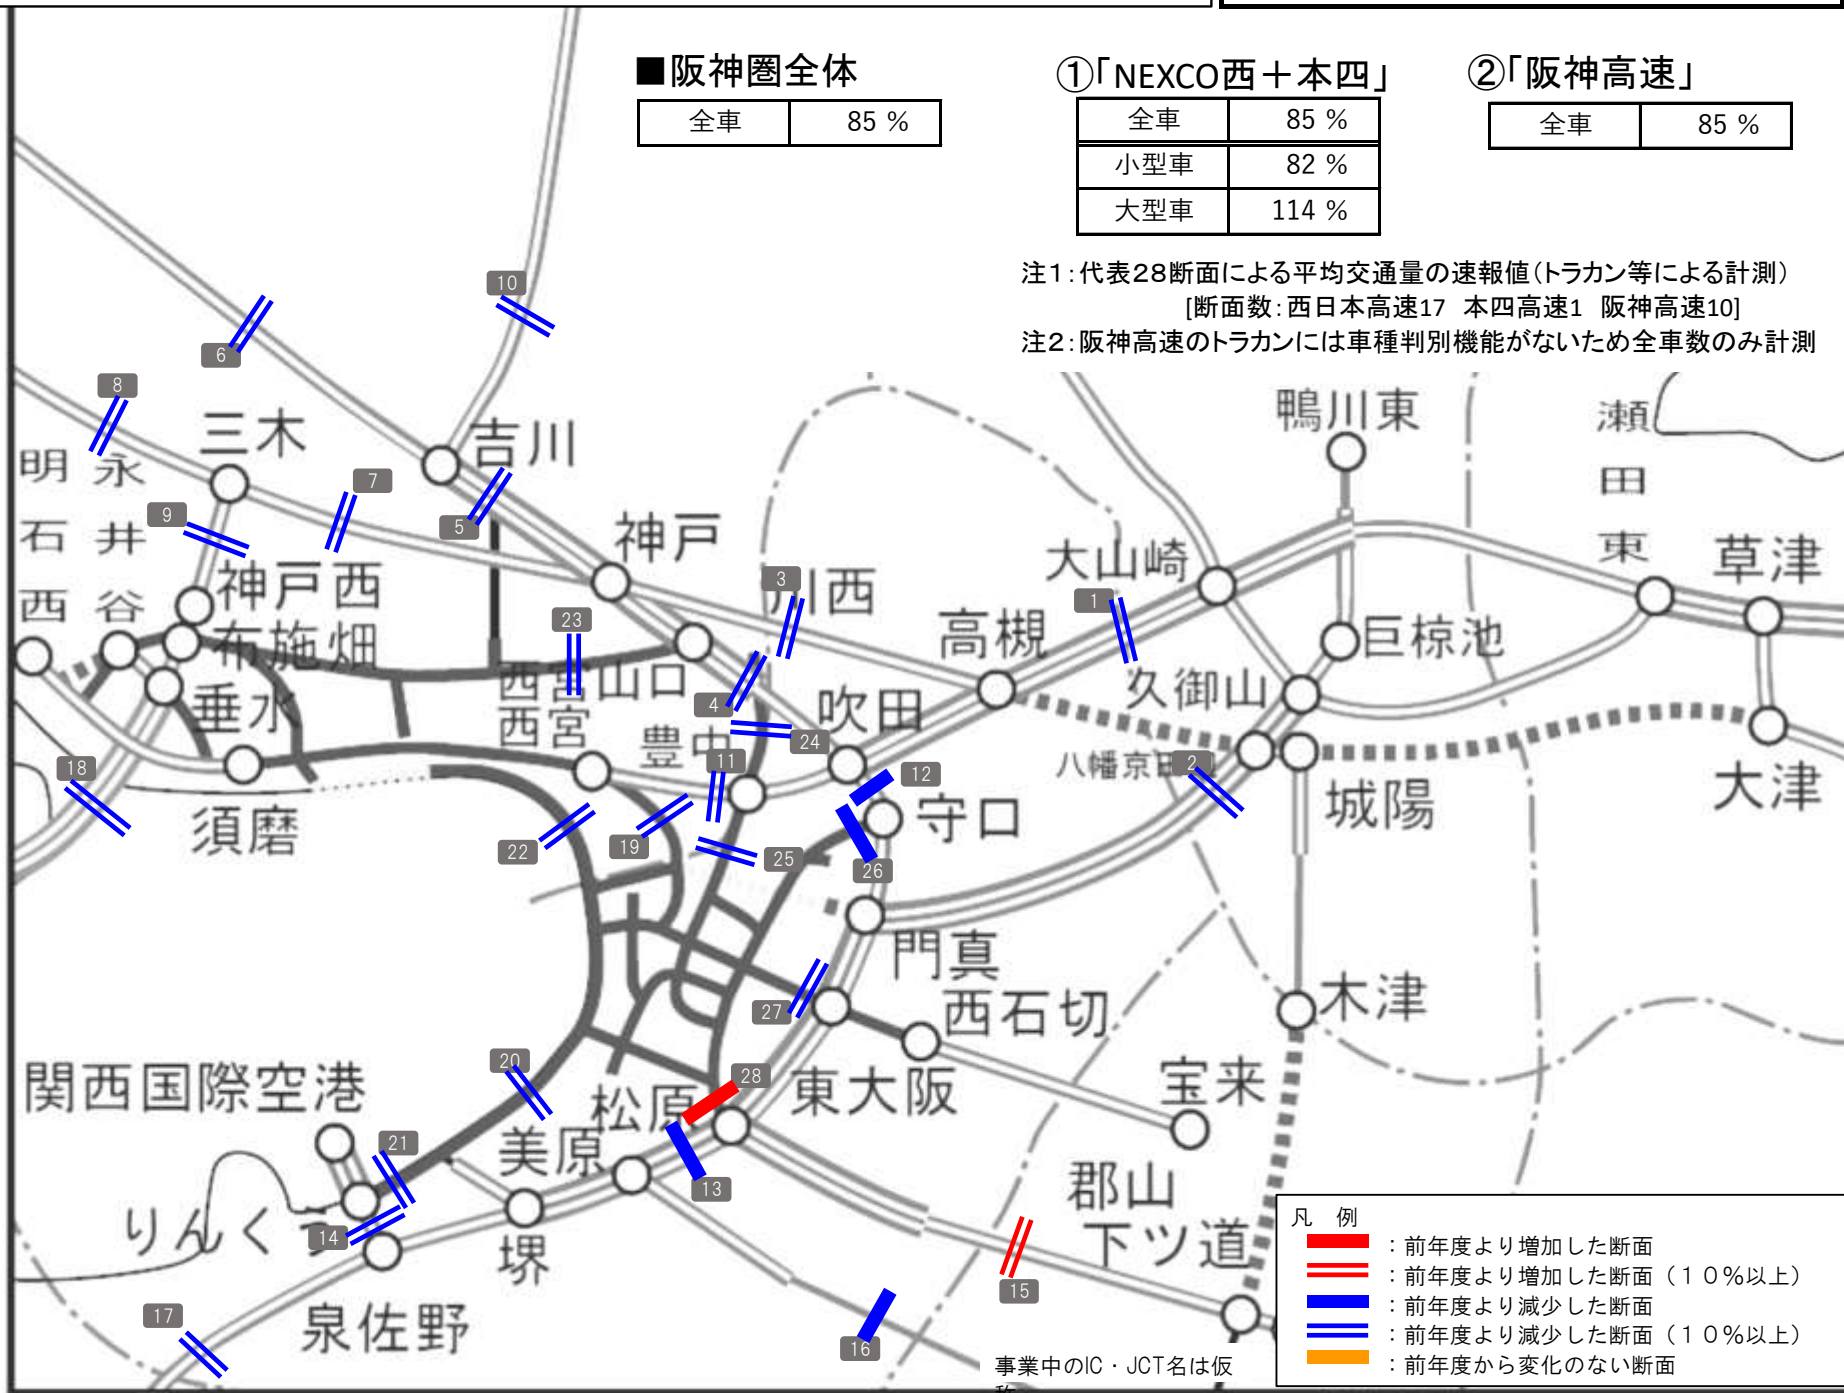 ■阪神圏全体
全車 85 %
①「NEXCO西＋本四」
全車 85 %
小型車 82 %
大型車 114 %
②「阪神高速」
全車 85 %
注1:代表28断面による平均交通量の速報値(トラカン等による計測)
[断面数:西日本高速17 本四高速1 阪神高速10]
注2:阪神高速のトラカンには車種判別機能がないため全車数のみ計測
10
6
8
三木
吉川
鴨川東
瀬田東
明石西
永井谷
7
9
5
神戸
神戸西
布施畑
3
川西
大山崎
1
草津
高槻
巨椋池
23
西宮山口
西宮
4
久御山
垂水
吹田
24
豊中
11
18
12
八幡京田
2
大津
城陽
須磨
22
19
25
守口
26
門真
27
西石切
木津
関西国際空港
20
松原
28
東大阪
宝来
21
美原
13
郡山
下ツ道
りんくう
14
堺
15
17
泉佐野
16
事業中のIC・JCT名は仮
凡 例
：前年度より増加した断面
：前年度より増加した断面（１０％以上）
：前年度より減少した断面
：前年度より減少した断面（１０％以上）
：前年度から変化のない断面